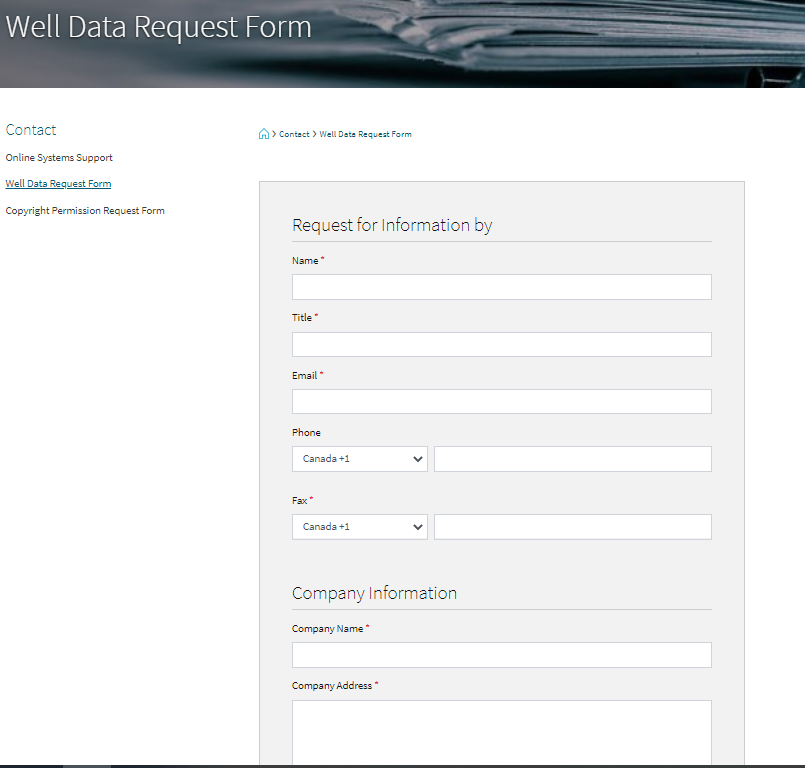 Well Data Request Form
Contact
Online Systems Support
Well Data Request Form
Copyright Permission Request Form
Contact > Well Data Request Form
Request for Information by
Name *
Title *
Email *
Phone
Canada +1
Fax *
Canada +1
Company Information
Company Name *
Company Address *